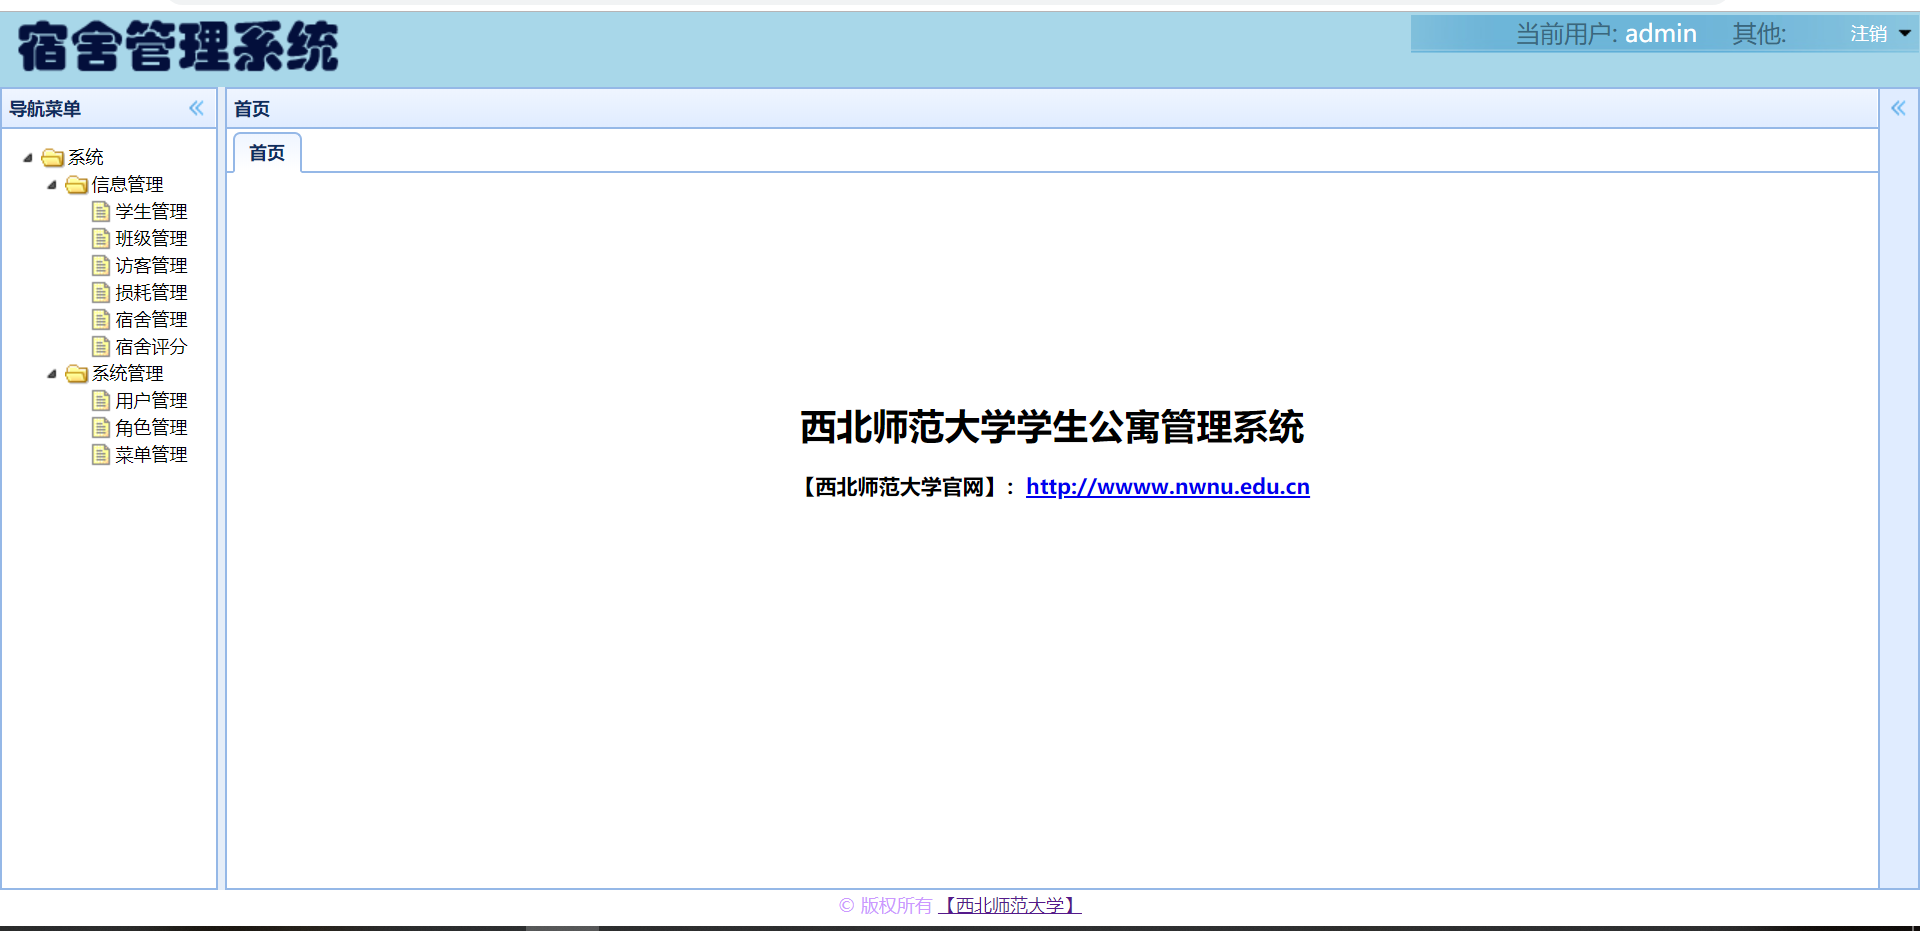 宿舍管理系统
当前用户: admin 其他: 注销
导航菜单
首页
首页
系统
信息管理
学生管理
班级管理
访客管理
损耗管理
宿舍管理
宿舍评分
系统管理
用户管理
角色管理
菜单管理
西北师范大学学生公寓管理系统
【西北师范大学官网】: http://wwww.nwnu.edu.cn
© 版权所有 【西北师范大学】